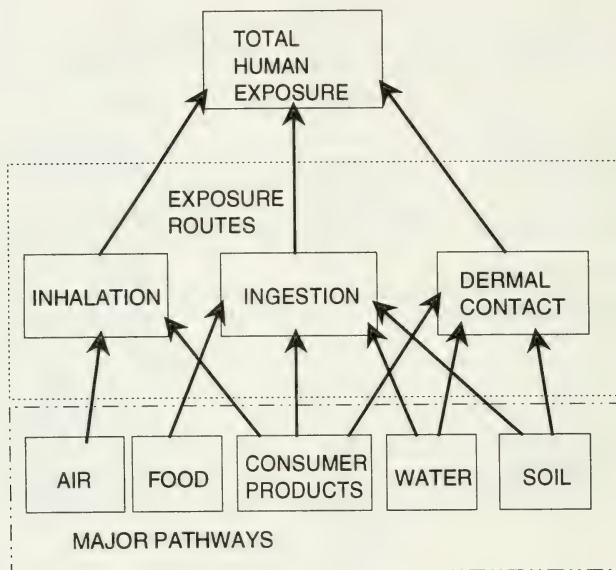 TOTAL
HUMAN
EXPOSURE
EXPOSURE
ROUTES
INHALATION
INGESTION
DERMAL
CONTACT
AIR
FOOD
CONSUMER
PRODUCTS
WATER
SOIL
MAJOR PATHWAYS